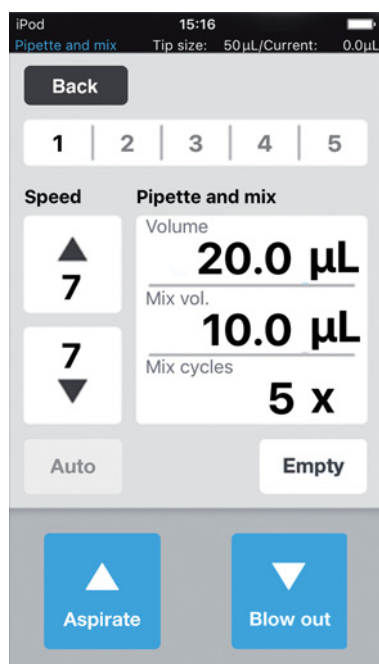 iPod 15:16
Pipette and mix Tip size: 50µL/Current: 0.0µL
Back
1 2 3 4 5
Speed Pipette and mix
Volume
20.0 µL
7
Mix vol.
10.0 µL
7
Mix cycles
5 x
Auto Empty
Aspirate Blow out